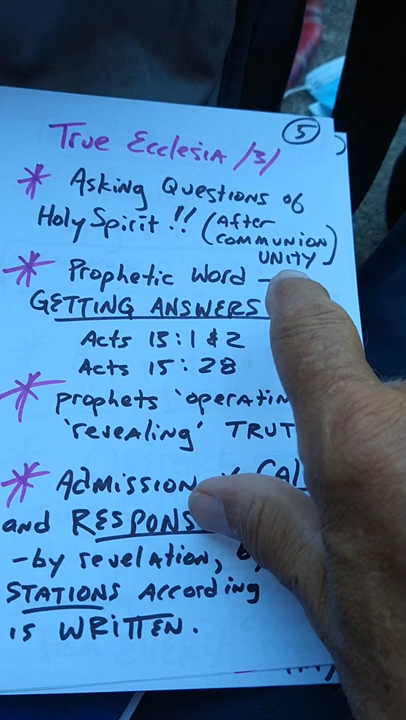 5
True Ecclesia /3/
* Asking Questions of
Holy Spirit !! (After
communion)
UNITY
* Prophetic Word -
GETTING ANSWERS
Acts 13:1 & 2
Acts 15:28
* prophets 'operatin
'revealing' TRUT
* Admission
and RESPONS
-by revelation,
STATIONS According
is WRITTEN.